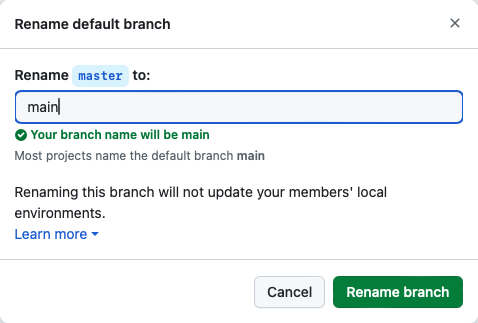 Rename default branch
Rename master to:
main
Your branch name will be main
Most projects name the default branch main
Renaming this branch will not update your members' local
environments.
Learn more
Cancel
Rename branch